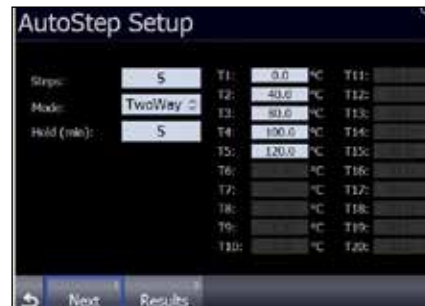 AutoStep Setup
Steps: 5 T1: 0.0 °C T11:
Mode: TwoWay T2: 40.0 °C T12:
T3: 80.0 °C T13:
Hold (min): 5 T4: 100.0 °C T14:
T5: 120.0 °C T15:
T6: °C T16:
T7: °C T17:
T8: °C T18:
T9: °C T19:
T10: °C T20:
Next Results